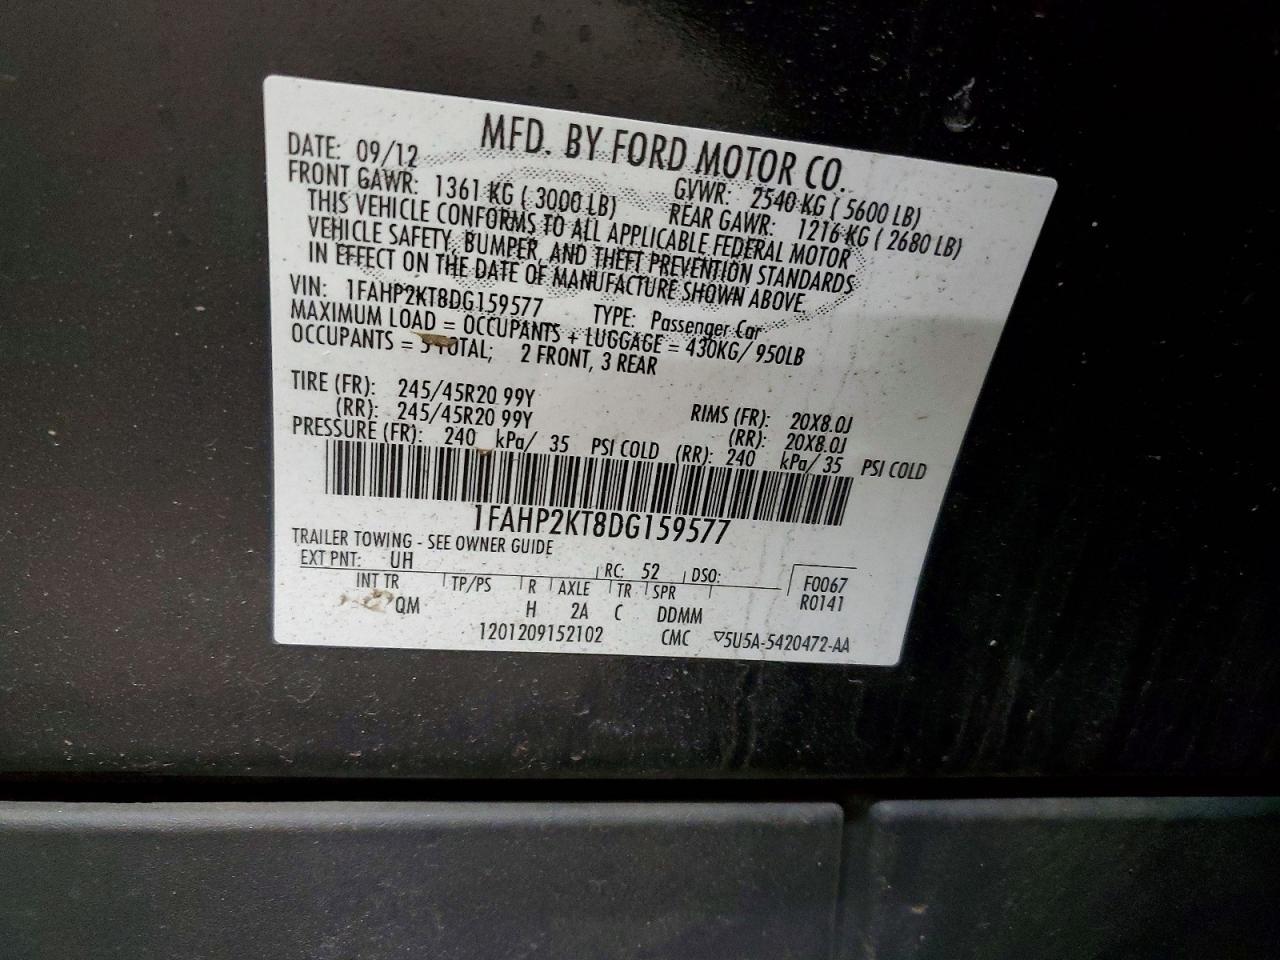 MFD. BY FORD MOTOR CO.
DATE: 09/12 GVWR: 2540 KG ( 5600 LB)
FRONT GAWR: 1361 KG ( 3000 LB) REAR GAWR: 1216 KG ( 2680 LB)
THIS VEHICLE CONFORMS TO ALL APPLICABLE FEDERAL MOTOR
VEHICLE SAFETY, BUMPER, AND THEFT PREVENTION STANDARDS
IN EFFECT ON THE DATE OF MANUFACTURE SHOWN ABOVE.
VIN: 1FAHP2KT8DG159577 TYPE: Passenger Car
MAXIMUM LOAD = OCCUPANTS + LUGGAGE = 430KG/ 950LB
OCCUPANTS = 5 TOTAL; 2 FRONT, 3 REAR
TIRE (FR): 245/45R20 99Y RIMS (FR): 20X8.0J
(RR): 245/45R20 99Y (RR): 20X8.0J
PRESSURE (FR): 240 kPa/ 35 PSI COLD (RR): 240 kPa/ 35 PSI COLD
1FAHP2KT8DG159577
TRAILER TOWING - SEE OWNER GUIDE
EXT PNT: UH RC: 52 DSO: F0067
INT TR TP/PS R AXLE TR SPR R0141
QM H 2A C DDMM
1201209152102 CMC ▽5U5A-5420472-AA